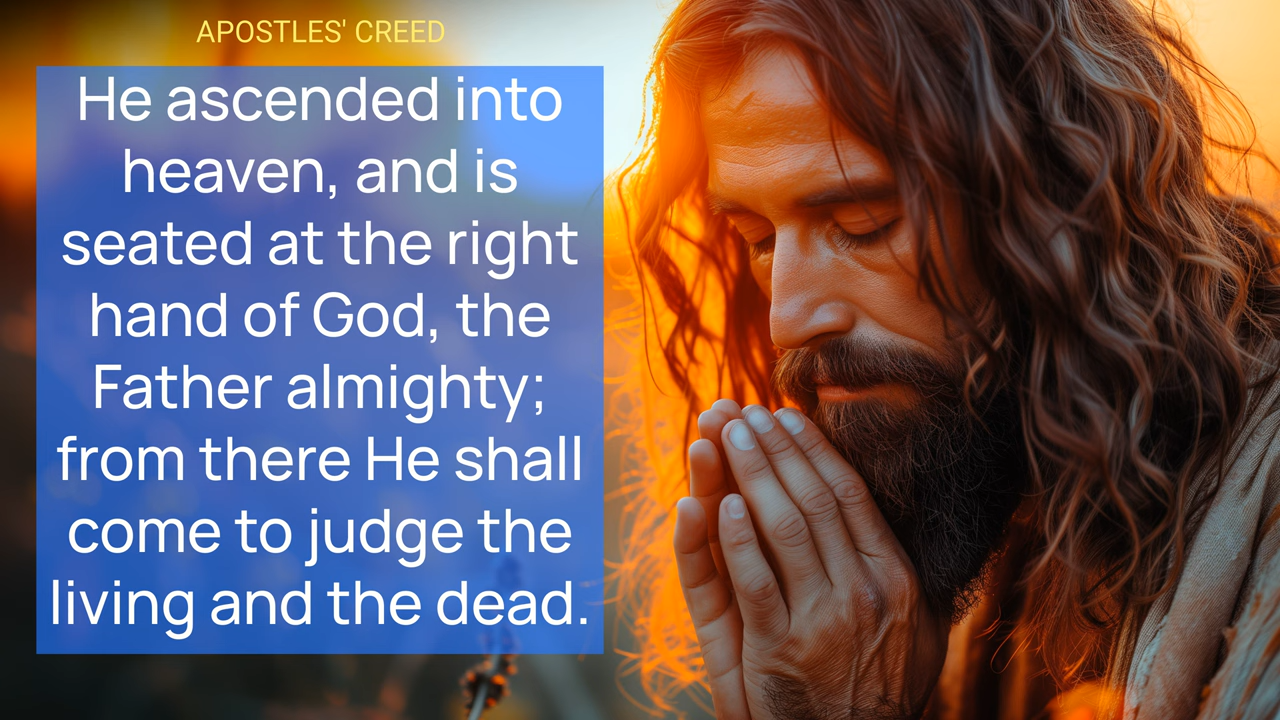 APOSTLES' CREED
He ascended into
heaven, and is
seated at the right
hand of God, the
Father almighty;
from there He shall
come to judge the
living and the dead.